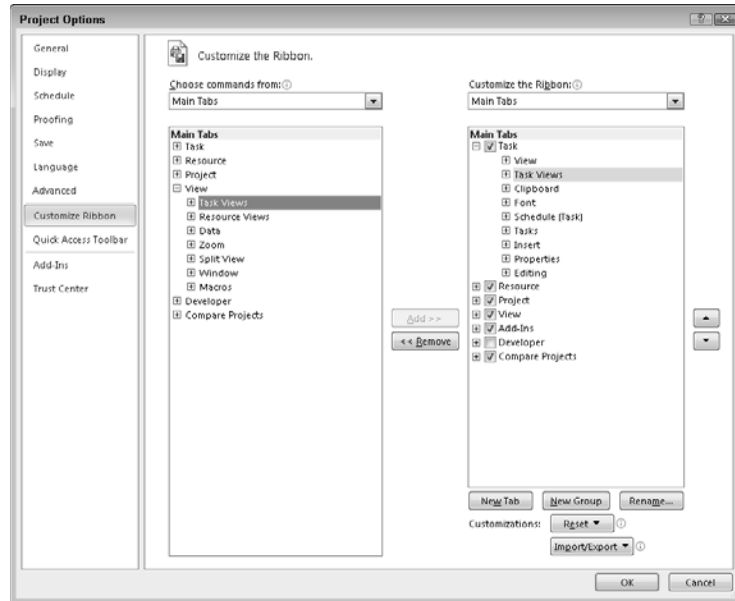 Project Options
General
Display
Schedule
Proofing
Save
Language
Advanced
Customize Ribbon
Quick Access Toolbar
Add-Ins
Trust Center
Customize the Ribbon.
Choose commands from:
Main Tabs
Main Tabs
Task
Resource
Project
View
Task Views
Resource Views
Data
Zoom
Split View
Window
Macros
Developer
Compare Projects
Add >>
<< Remove
Customize the Ribbon:
Main Tabs
Main Tabs
Task
View
Task Views
Clipboard
Font
Schedule (Task)
Tasks
Insert
Properties
Editing
Resource
Project
View
Add-Ins
Developer
Compare Projects
New Tab New Group Rename...
Customizations: Reset
Import/Export
OK Cancel